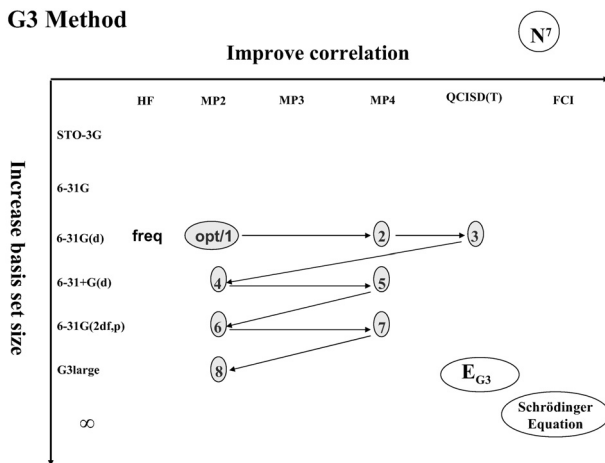 G3 Method
N⁷
Improve correlation
HF MP2 MP3 MP4 QCISD(T) FCI
Increase basis set size
STO-3G
6-31G
6-31G(d) freq opt/1 2 3
6-31+G(d) 4 5
6-31G(2df,p) 6 7
G3large 8 E_G3
∞ Schrödinger
Equation